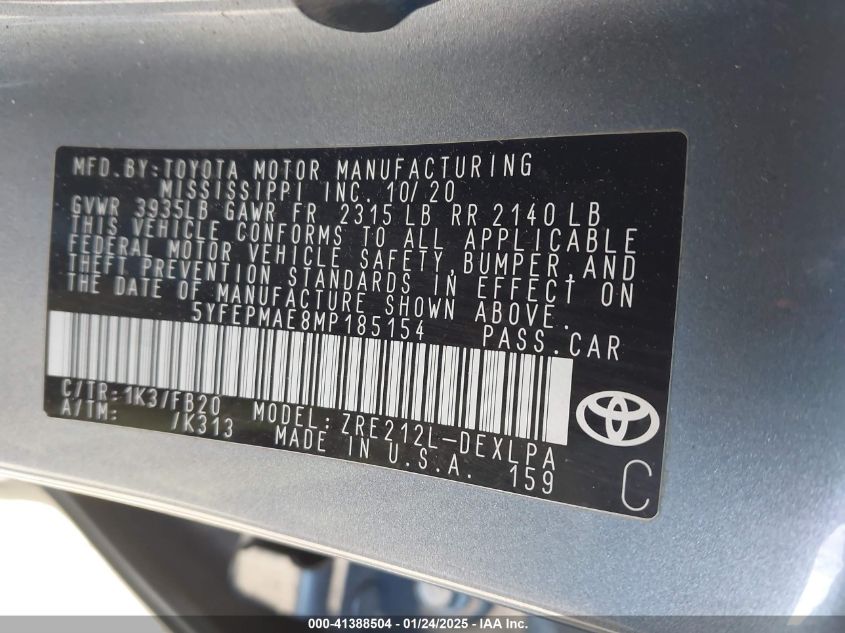 MFD.BY:TOYOTA MOTOR MANUFACTURING
MISSISSIPPI INC. 10/20
GVWR 3935LB GAWR FR 2315 LB RR 2140 LB
THIS VEHICLE CONFORMS TO ALL APPLICABLE
FEDERAL MOTOR VEHICLE SAFETY, BUMPER, AND
THEFT PREVENTION STANDARDS IN EFFECT ON
THE DATE OF MANUFACTURE SHOWN ABOVE.
5YFEPMAE8MP185154 PASS.CAR
C/TR:1K3/FB20 MODEL:ZRE212L-DEXLPA
A/TM: /K313 MADE IN U.S.A. 159
C
000-41388504 - 01/24/2025 - IAA Inc.